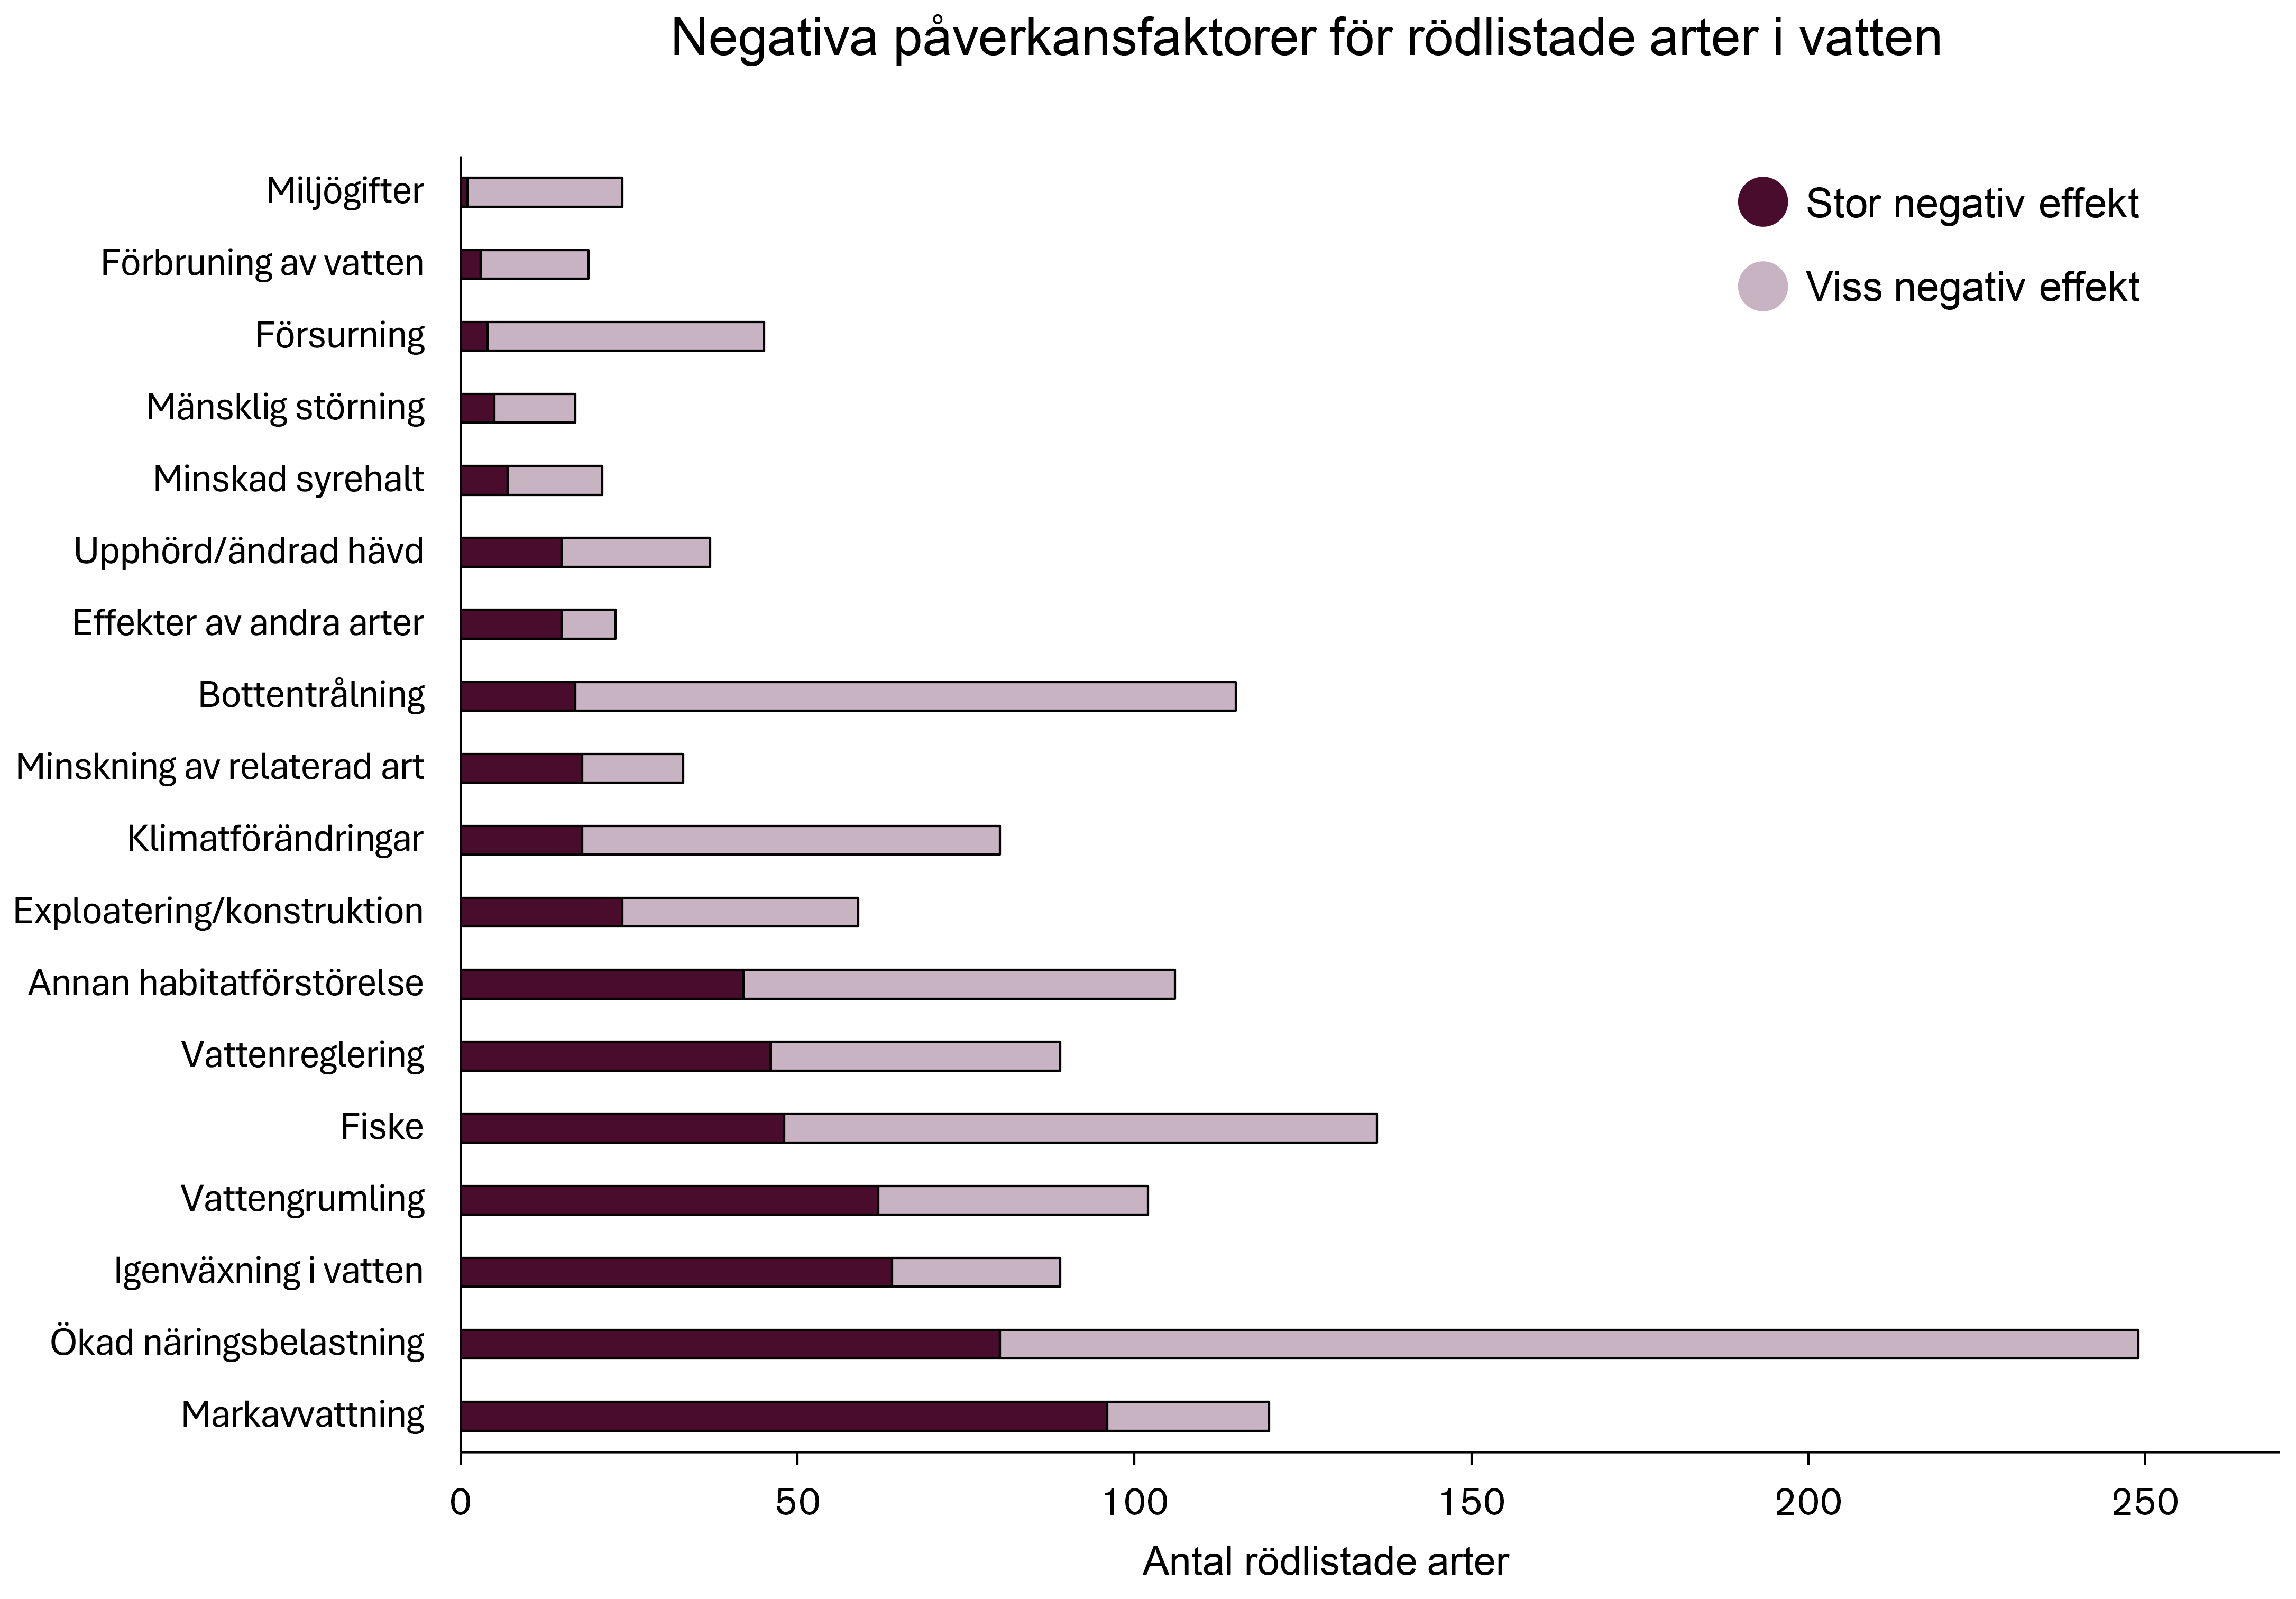 Negativa påverkansfaktorer för rödlistade arter i vatten
Stor negativ effekt
Viss negativ effekt
Miljögifter
Förbruning av vatten
Försurning
Mänsklig störning
Minskad syrehalt
Upphörd/ändrad hävd
Effekter av andra arter
Bottentrålning
Minskning av relaterad art
Klimatförändringar
Exploatering/konstruktion
Annan habitatförstörelse
Vattenreglering
Fiske
Vattengrumling
Igenväxning i vatten
Ökad näringsbelastning
Markavvattning
0 50 100 150 200 250
Antal rödlistade arter